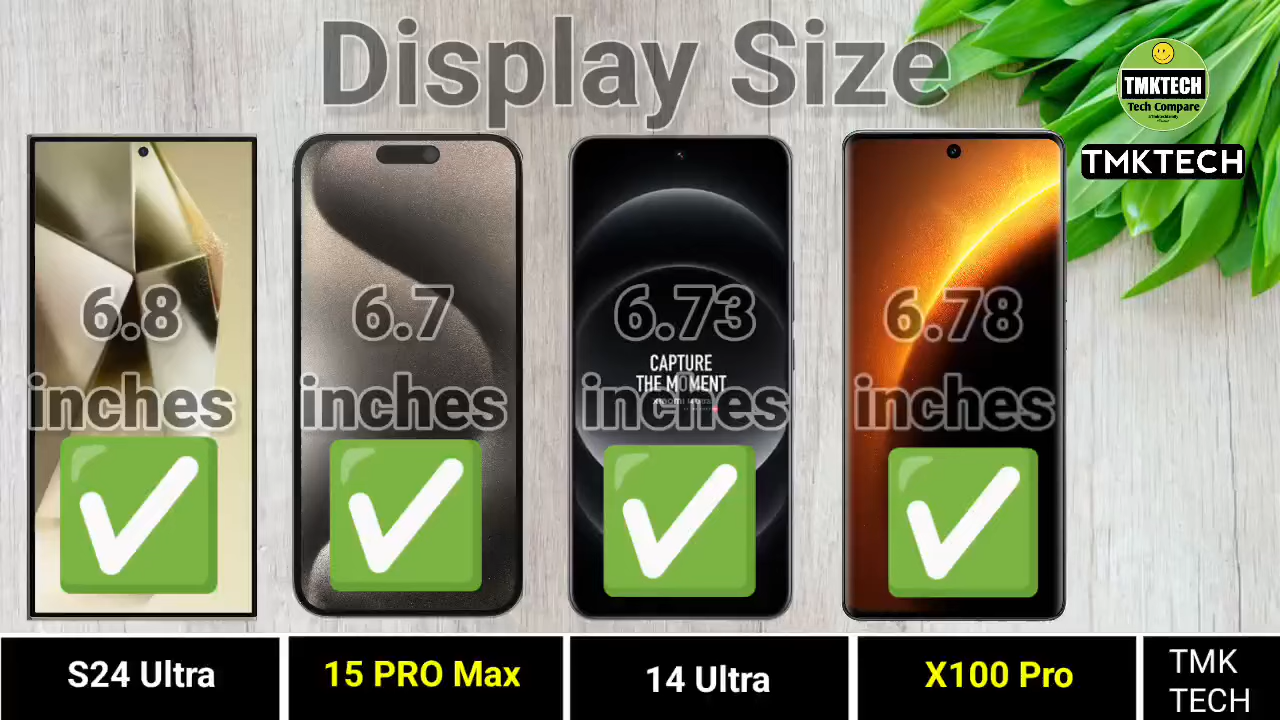 Display Size
TMKTECH
Tech Compare
TMKTECH
6.8
inches
6.7
inches
6.73
inches
6.78
inches
CAPTURE
THE MOMENT
S24 Ultra
15 PRO Max
14 Ultra
X100 Pro
TMK
TECH